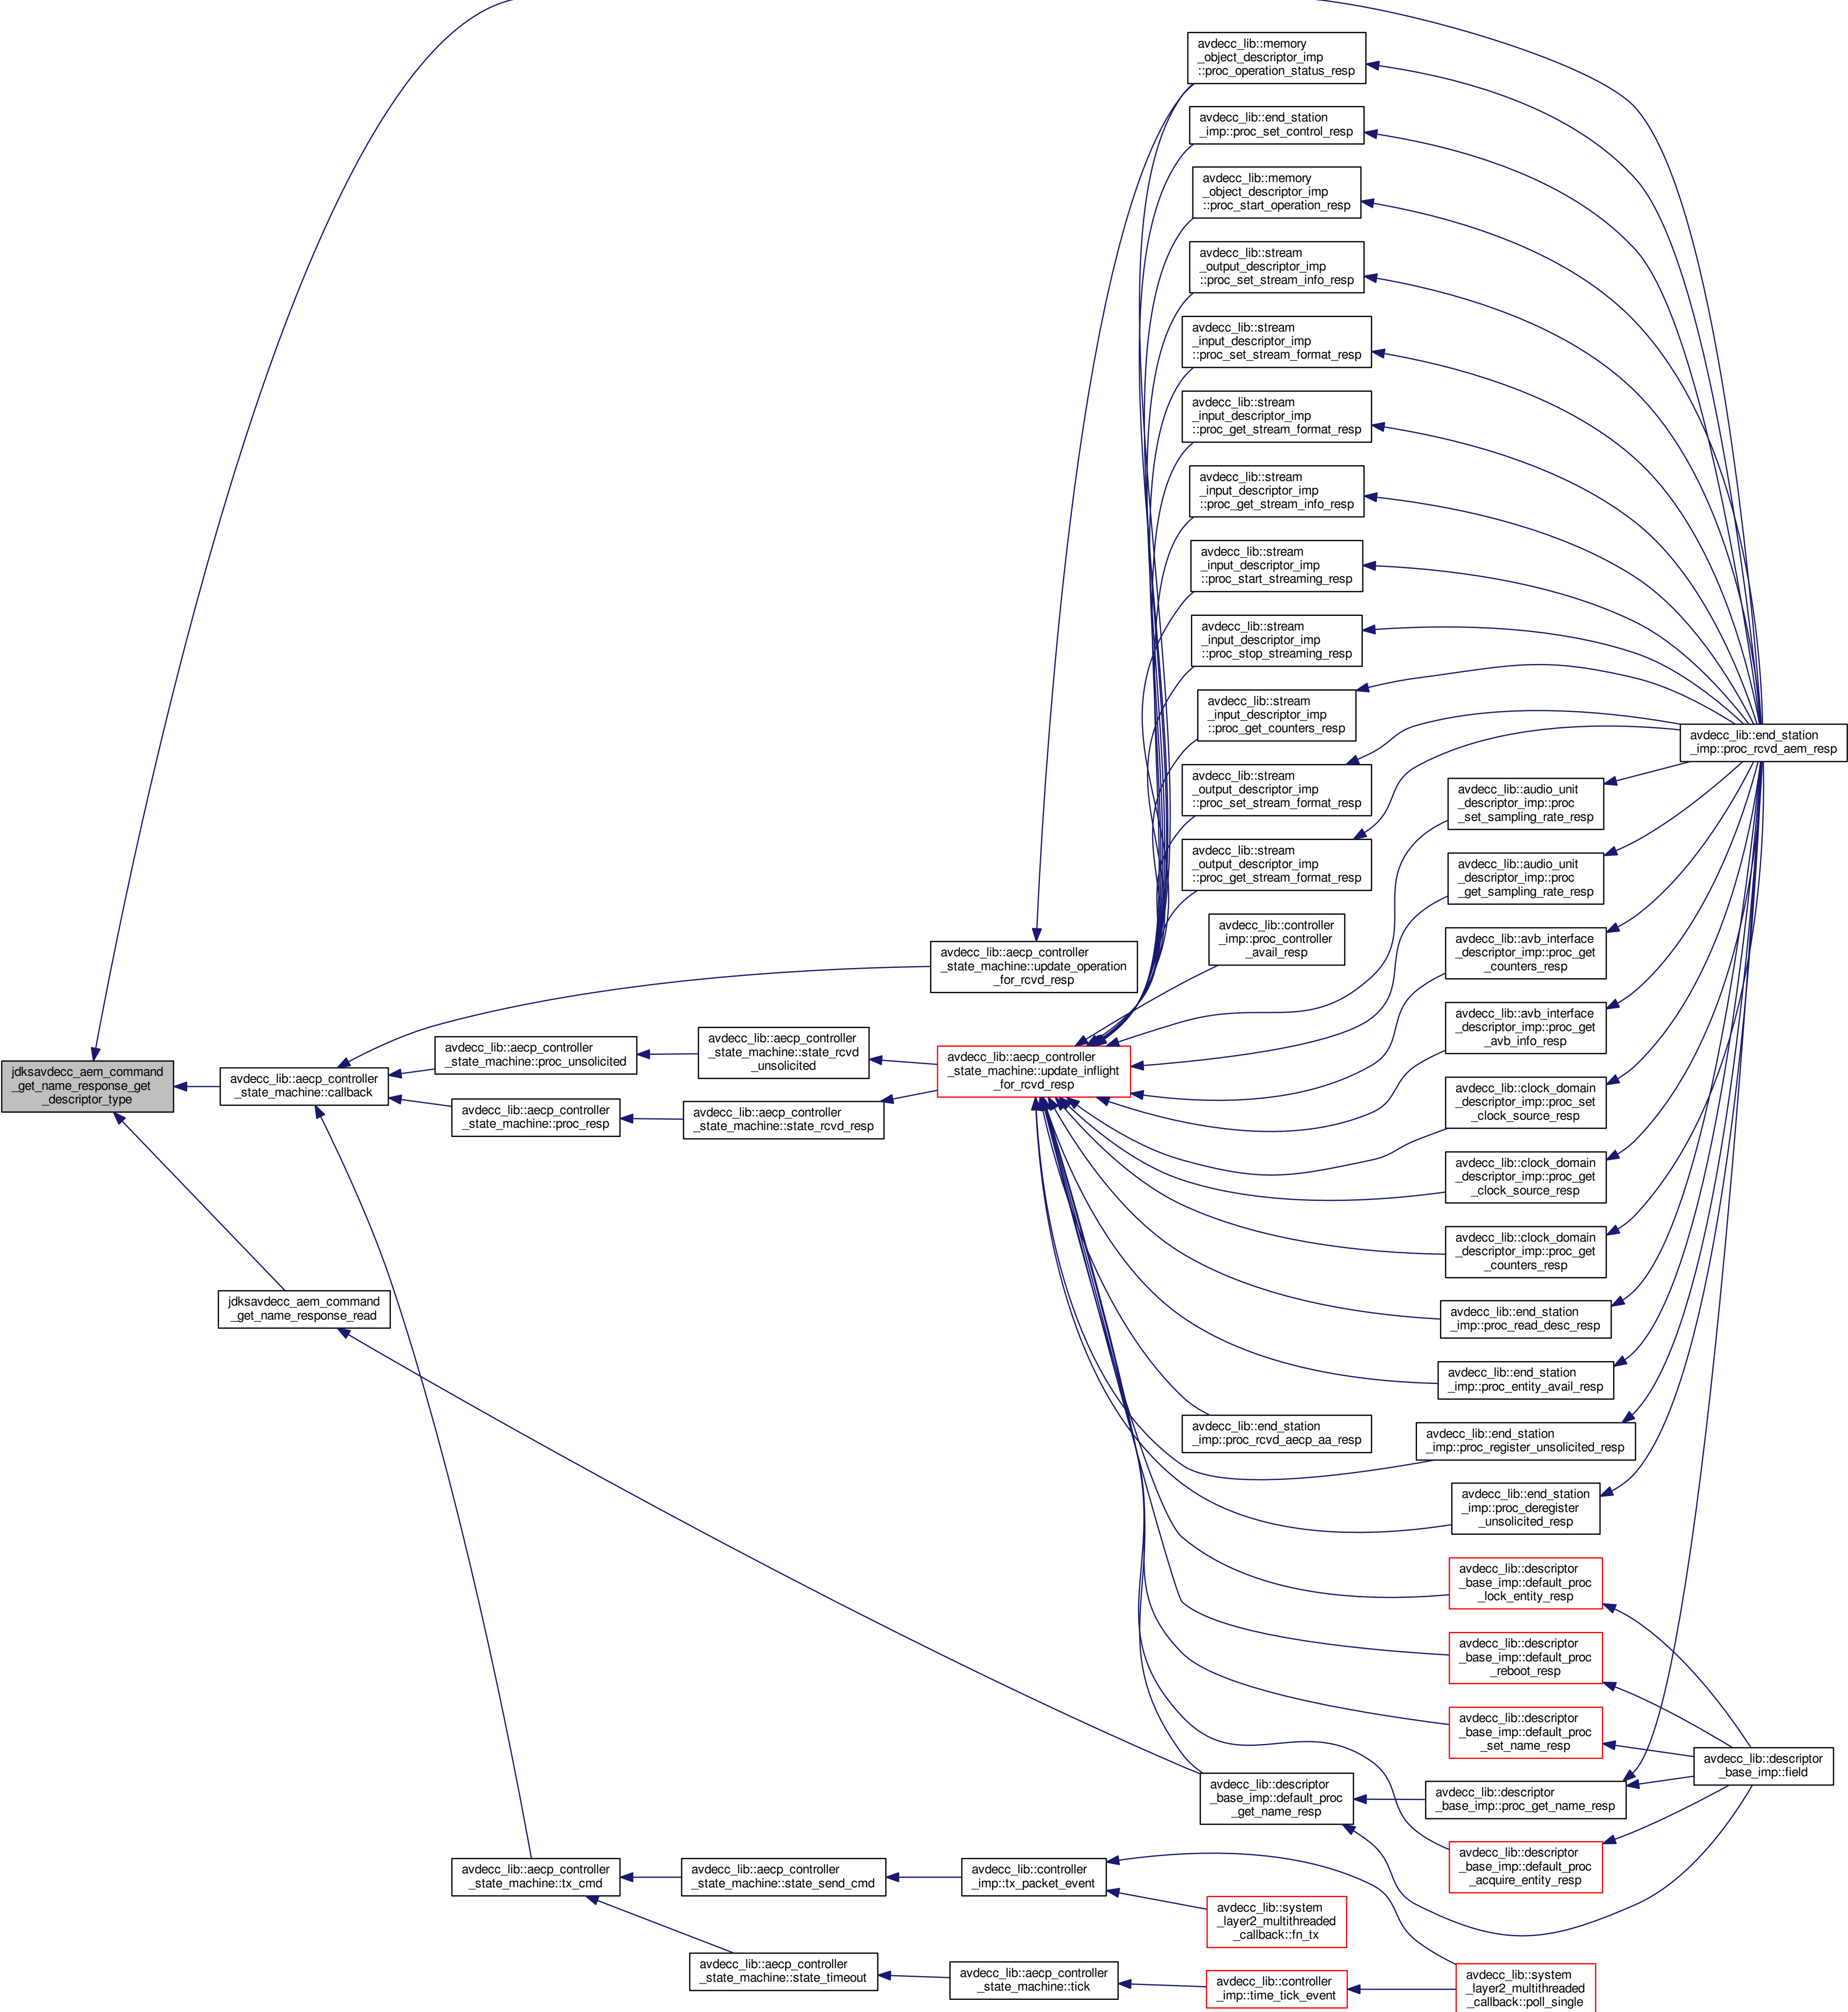 avdecc_lib::memory
_object_descriptor_imp
::proc_operation_status_resp
avdecc_lib::end_station
_imp::proc_set_control_resp
avdecc_lib::memory
_object_descriptor_imp
::proc_start_operation_resp
avdecc_lib::stream
_output_descriptor_imp
::proc_set_stream_info_resp
avdecc_lib::stream
_input_descriptor_imp
::proc_set_stream_format_resp
avdecc_lib::stream
_input_descriptor_imp
::proc_get_stream_format_resp
avdecc_lib::stream
_input_descriptor_imp
::proc_get_stream_info_resp
avdecc_lib::stream
_input_descriptor_imp
::proc_start_streaming_resp
avdecc_lib::stream
_input_descriptor_imp
::proc_stop_streaming_resp
avdecc_lib::stream
_input_descriptor_imp
::proc_get_counters_resp
avdecc_lib::end_station
_imp::proc_rcvd_aem_resp
avdecc_lib::stream
_output_descriptor_imp
::proc_set_stream_format_resp
avdecc_lib::audio_unit
_descriptor_imp::proc
_set_sampling_rate_resp
avdecc_lib::stream
_output_descriptor_imp
::proc_get_stream_format_resp
avdecc_lib::audio_unit
_descriptor_imp::proc
_get_sampling_rate_resp
avdecc_lib::controller
_imp::proc_controller
_avail_resp
avdecc_lib::avb_interface
_descriptor_imp::proc_get
_counters_resp
avdecc_lib::aecp_controller
_state_machine::update_operation
_for_rcvd_resp
avdecc_lib::avb_interface
_descriptor_imp::proc_get
_avb_info_resp
avdecc_lib::aecp_controller
_state_machine::proc_unsolicited
avdecc_lib::aecp_controller
_state_machine::state_rcvd
_unsolicited
avdecc_lib::aecp_controller
_state_machine::update_inflight
_for_rcvd_resp
jdksavdecc_aem_command
_get_name_response_get
_descriptor_type
avdecc_lib::aecp_controller
_state_machine::callback
avdecc_lib::aecp_controller
_state_machine::proc_resp
avdecc_lib::aecp_controller
_state_machine::state_rcvd_resp
avdecc_lib::clock_domain
_descriptor_imp::proc_set
_clock_source_resp
avdecc_lib::clock_domain
_descriptor_imp::proc_get
_clock_source_resp
avdecc_lib::clock_domain
_descriptor_imp::proc_get
_counters_resp
jdksavdecc_aem_command
_get_name_response_read
avdecc_lib::end_station
_imp::proc_read_desc_resp
avdecc_lib::end_station
_imp::proc_entity_avail_resp
avdecc_lib::end_station
_imp::proc_rcvd_aecp_aa_resp
avdecc_lib::end_station
_imp::proc_register_unsolicited_resp
avdecc_lib::end_station
_imp::proc_deregister
_unsolicited_resp
avdecc_lib::descriptor
_base_imp::default_proc
_lock_entity_resp
avdecc_lib::descriptor
_base_imp::default_proc
_reboot_resp
avdecc_lib::descriptor
_base_imp::default_proc
_set_name_resp
avdecc_lib::descriptor
_base_imp::field
avdecc_lib::descriptor
_base_imp::default_proc
_get_name_resp
avdecc_lib::descriptor
_base_imp::proc_get_name_resp
avdecc_lib::descriptor
_base_imp::default_proc
_acquire_entity_resp
avdecc_lib::aecp_controller
_state_machine::tx_cmd
avdecc_lib::aecp_controller
_state_machine::state_send_cmd
avdecc_lib::controller
_imp::tx_packet_event
avdecc_lib::system
_layer2_multithreaded
_callback::fn_tx
avdecc_lib::aecp_controller
_state_machine::state_timeout
avdecc_lib::aecp_controller
_state_machine::tick
avdecc_lib::controller
_imp::time_tick_event
avdecc_lib::system
_layer2_multithreaded
_callback::poll_single